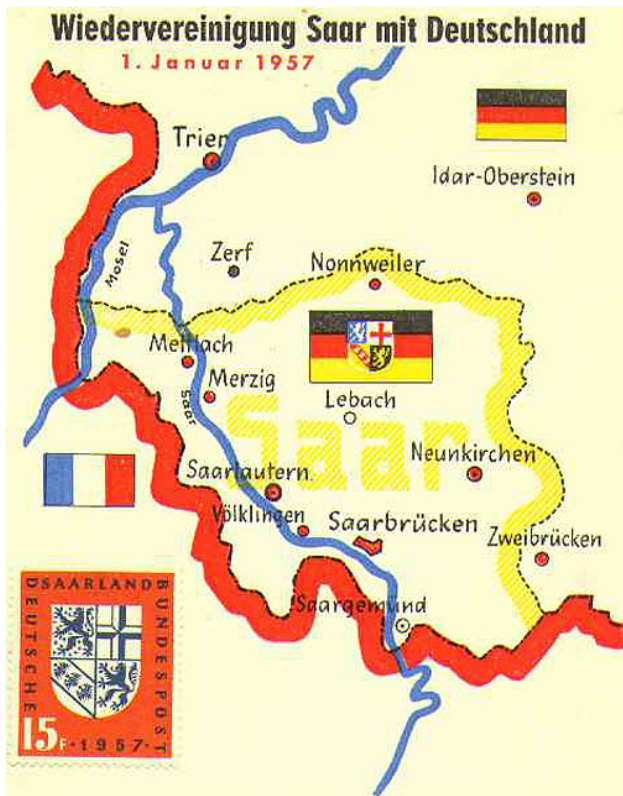 Wiedervereinigung Saar mit Deutschland
1. Januar 1957
Trier
Idar-Oberstein
Mosel
Zerf
Nonnweiler
Mettlach
Merzig
Saar
Lebach
Saar
Neunkirchen
Saarlautern
Völklingen
Saarbrücken
Zweibrücken
Saargemünd
SAARLAND
DEUTSCHE
BUNDESPOST
15F·1957·